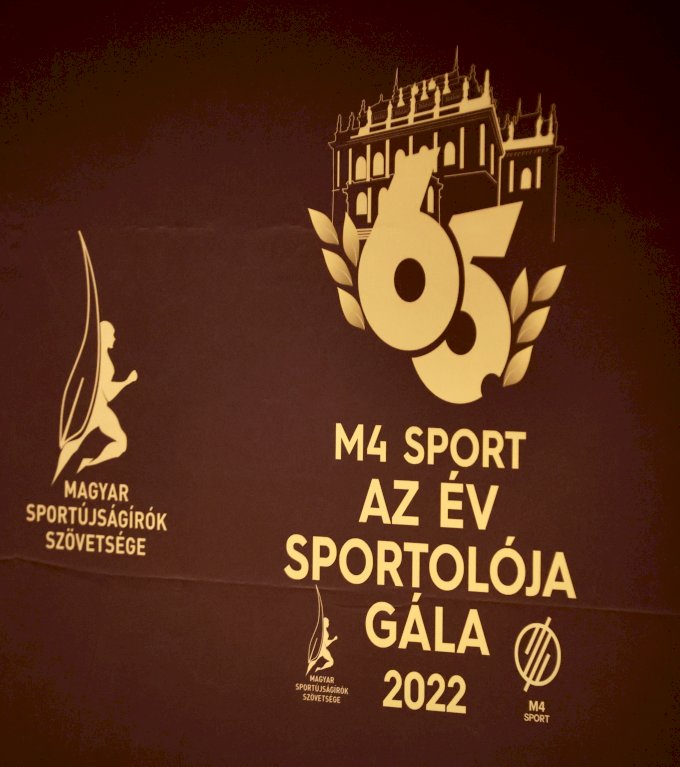 65
M4 SPORT
AZ ÉV
SPORTOLÓJA
GÁLA
2022
MAGYAR
SPORTÚJSÁGÍRÓK
SZÖVETSÉGE
MAGYAR
SPORTÚJSÁGÍRÓK
SZÖVETSÉGE
M4
SPORT